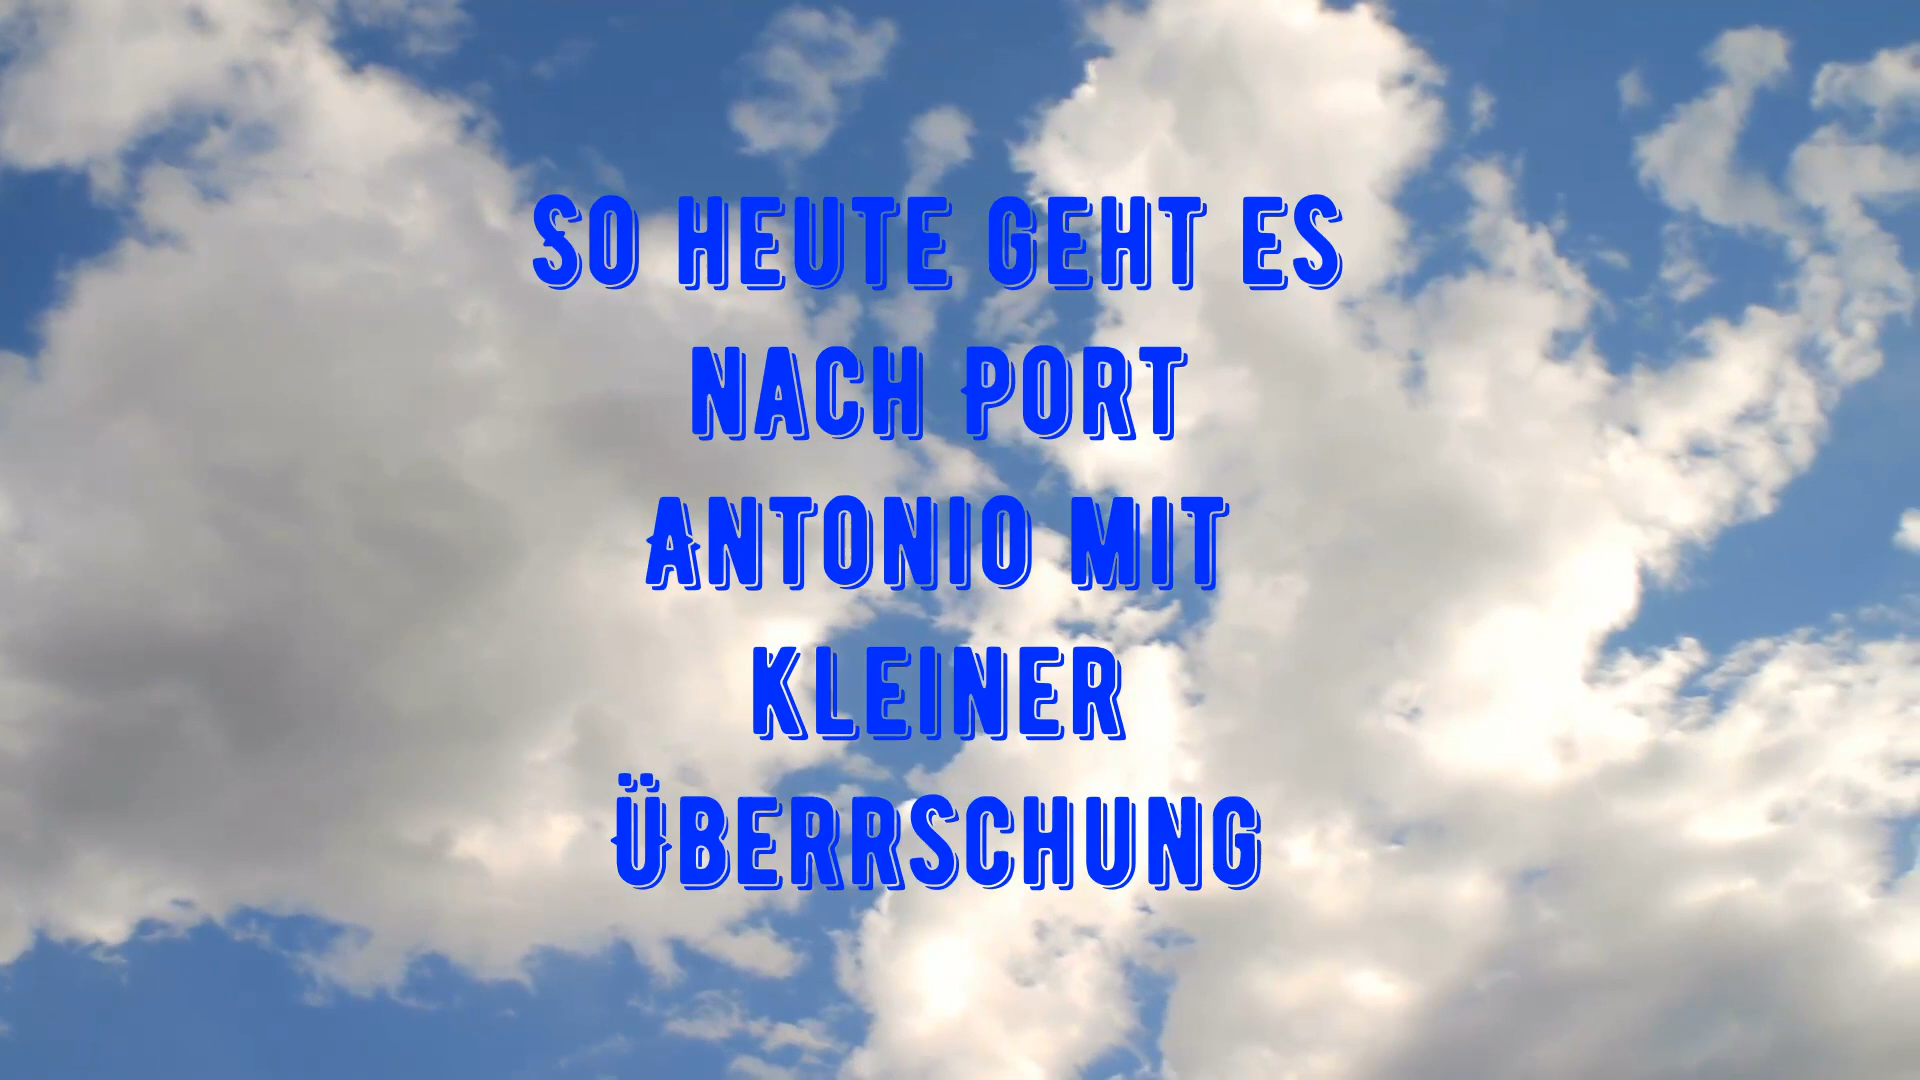 So heute geht es
nach Port
Antonio mit
kleiner
Überrschung